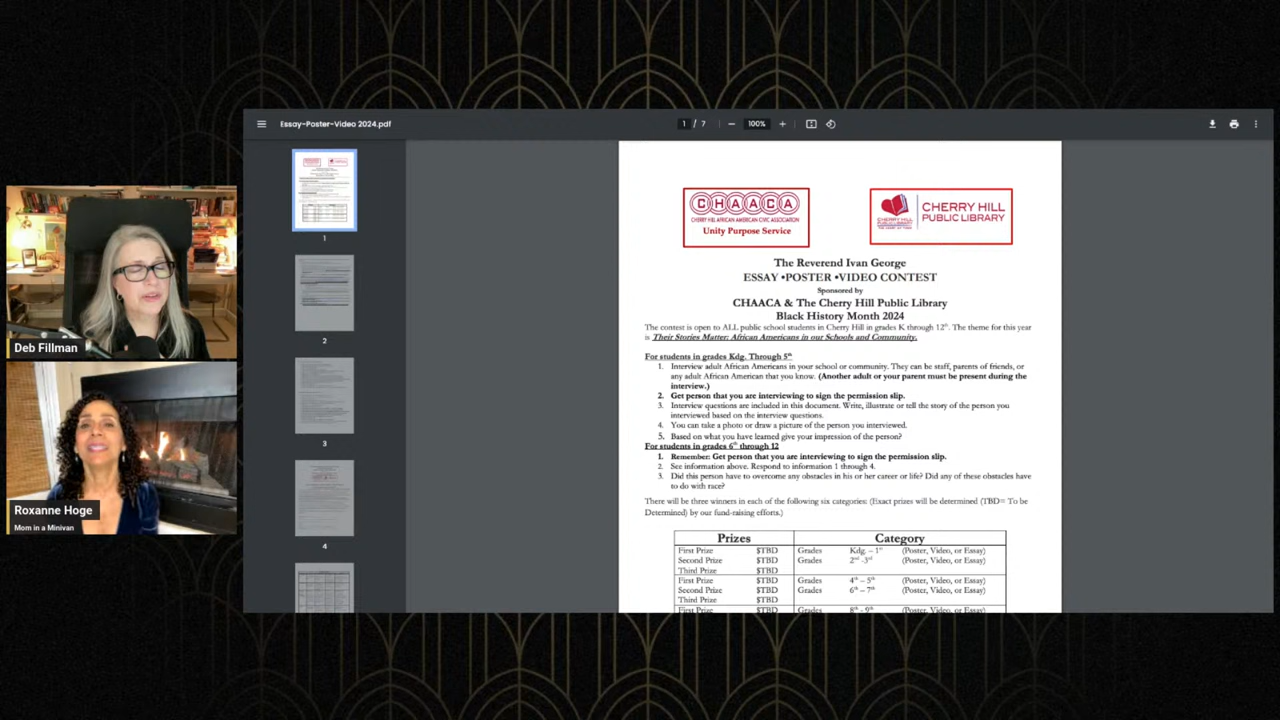 Essay-Poster-Video 2024.pdf
1 / 7
100%
1
2
3
4
Deb Fillman
Roxanne Hoge
Mom in a Minivan
CHAACA
CHERRY HILL AFRICAN AMERICAN CIVIC ASSOCIATION
Unity Purpose Service
CHERRY HILL
PUBLIC LIBRARY
The Reverend Ivan George
ESSAY •POSTER •VIDEO CONTEST
Sponsored by
CHAACA & The Cherry Hill Public Library
Black History Month 2024
The contest is open to ALL public school students in Cherry Hill in grades K through 12th. The theme for this year
is Their Stories Matter: African Americans in our Schools and Community.
For students in grades Kdg. Through 5th
1. Interview adult African Americans in your school or community. They can be staff, parents of friends, or
any adult African American that you know. (Another adult or your parent must be present during the
interview.)
2. Get person that you are interviewing to sign the permission slip.
3. Interview questions are included in this document. Write, illustrate or tell the story of the person you
interviewed based on the interview questions.
4. You can take a photo or draw a picture of the person you interviewed.
5. Based on what you have learned give your impression of the person?
For students in grades 6th through 12
1. Remember: Get person that you are interviewing to sign the permission slip.
2. See information above. Respond to information 1 through 4.
3. Did this person have to overcome any obstacles in his or her career or life? Did any of these obstacles have
to do with race?
There will be three winners in each of the following six categories: (Exact prizes will be determined (TBD= To be
Determined) by our fund-raising efforts.)
Prizes Category
First Prize $TBD Grades Kdg. – 1st (Poster, Video, or Essay)
Second Prize $TBD Grades 2nd -3rd (Poster, Video, or Essay)
Third Prize $TBD
First Prize $TBD Grades 4th – 5th (Poster, Video, or Essay)
Second Prize $TBD Grades 6th – 7th (Poster, Video, or Essay)
Third Prize $TBD
First Prize $TBD Grades 8th - 9th (Poster, Video, or Essay)